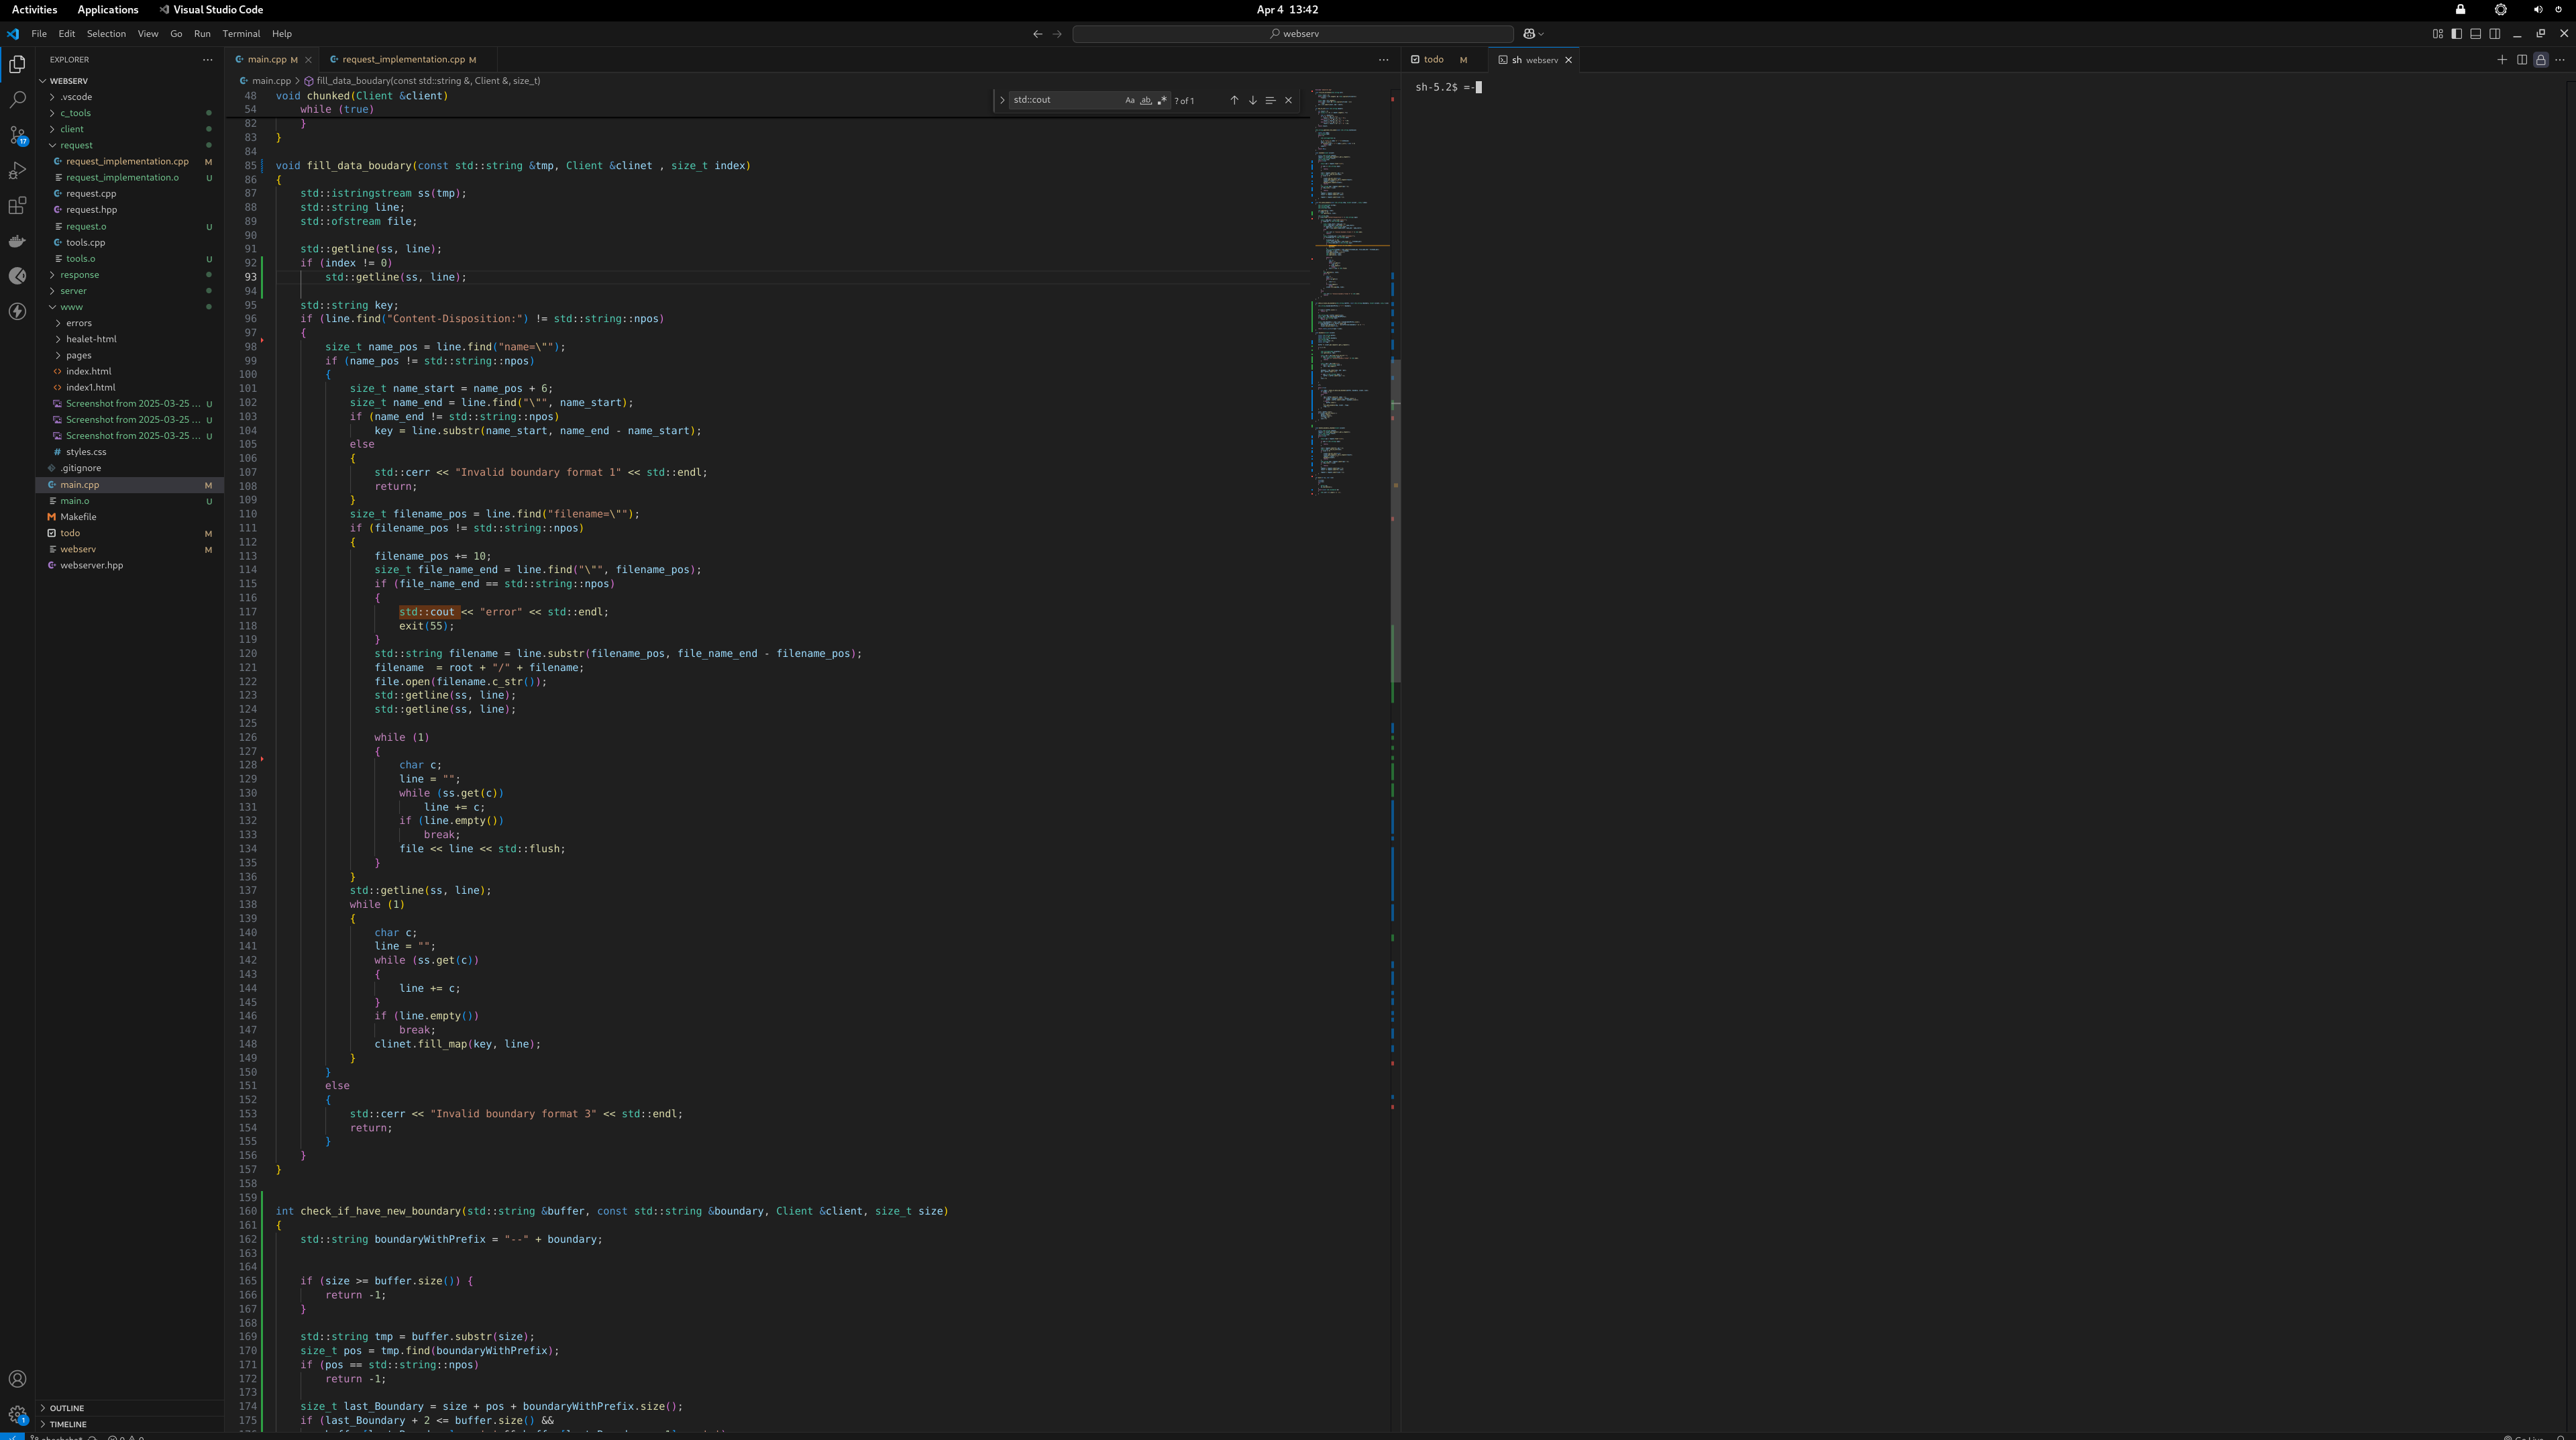 Activities Applications Visual Studio Code Apr 4 13:42
File Edit Selection View Go Run Terminal Help webserv
EXPLORER
WEBSERV
.vscode
c_tools
client
request
request_implementation.cpp M
request_implementation.o U
request.cpp
request.hpp
request.o U
tools.cpp
tools.o U
response
server
www
errors
healet-html
pages
index.html
index1.html
Screenshot from 2025-03-25 ... U
Screenshot from 2025-03-25 ... U
Screenshot from 2025-03-25 ... U
styles.css
.gitignore
main.cpp M
main.o U
Makefile
todo M
webserv M
webserver.hpp
OUTLINE
TIMELINE
17
1
main.cpp M request_implementation.cpp M
main.cpp > fill_data_boudary(const std::string &, Client &, size_t)
std::cout Aa ab ? of 1
48 void chunked(Client &client)
54 while (true)
82 }
83 }
84
85 void fill_data_boudary(const std::string &tmp, Client &clinet , size_t index)
86 {
87 std::istringstream ss(tmp);
88 std::string line;
89 std::ofstream file;
90
91 std::getline(ss, line);
92 if (index != 0)
93 std::getline(ss, line);
94
95 std::string key;
96 if (line.find("Content-Disposition:") != std::string::npos)
97 {
98 size_t name_pos = line.find("name=\"");
99 if (name_pos != std::string::npos)
100 {
101 size_t name_start = name_pos + 6;
102 size_t name_end = line.find("\"", name_start);
103 if (name_end != std::string::npos)
104 key = line.substr(name_start, name_end - name_start);
105 else
106 {
107 std::cerr << "Invalid boundary format 1" << std::endl;
108 return;
109 }
110 size_t filename_pos = line.find("filename=\"");
111 if (filename_pos != std::string::npos)
112 {
113 filename_pos += 10;
114 size_t file_name_end = line.find("\"", filename_pos);
115 if (file_name_end == std::string::npos)
116 {
117 std::cout << "error" << std::endl;
118 exit(55);
119 }
120 std::string filename = line.substr(filename_pos, file_name_end - filename_pos);
121 filename  = root + "/" + filename;
122 file.open(filename.c_str());
123 std::getline(ss, line);
124 std::getline(ss, line);
125
126 while (1)
127 {
128 char c;
129 line = "";
130 while (ss.get(c))
131 line += c;
132 if (line.empty())
133 break;
134 file << line << std::flush;
135 }
136 }
137 std::getline(ss, line);
138 while (1)
139 {
140 char c;
141 line = "";
142 while (ss.get(c))
143 {
144 line += c;
145 }
146 if (line.empty())
147 break;
148 clinet.fill_map(key, line);
149 }
150 }
151 else
152 {
153 std::cerr << "Invalid boundary format 3" << std::endl;
154 return;
155 }
156 }
157 }
158
159
160 int check_if_have_new_boundary(std::string &buffer, const std::string &boundary, Client &client, size_t size)
161 {
162 std::string boundaryWithPrefix = "--" + boundary;
163
164
165 if (size >= buffer.size()) {
166 return -1;
167 }
168
169 std::string tmp = buffer.substr(size);
170 size_t pos = tmp.find(boundaryWithPrefix);
171 if (pos == std::string::npos)
172 return -1;
173
174 size_t last_Boundary = size + pos + boundaryWithPrefix.size();
175 if (last_Boundary + 2 <= buffer.size() &&
todo M sh webserv
sh-5.2$ =-